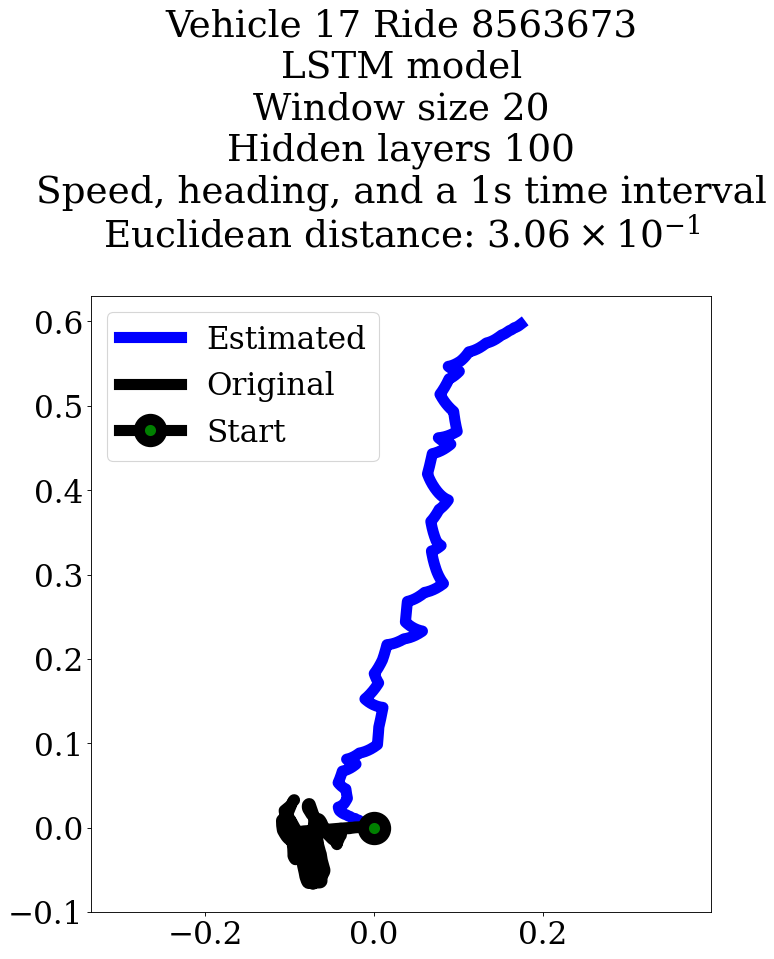 Vehicle 17 Ride 8563673
LSTM model
Window size 20
Hidden layers 100
Speed, heading, and a 1s time interval
Euclidean distance: 3.06 × 10⁻¹
Estimated
Original
Start
0.6
0.5
0.4
0.3
0.2
0.1
0.0
−0.1
−0.2 0.0 0.2